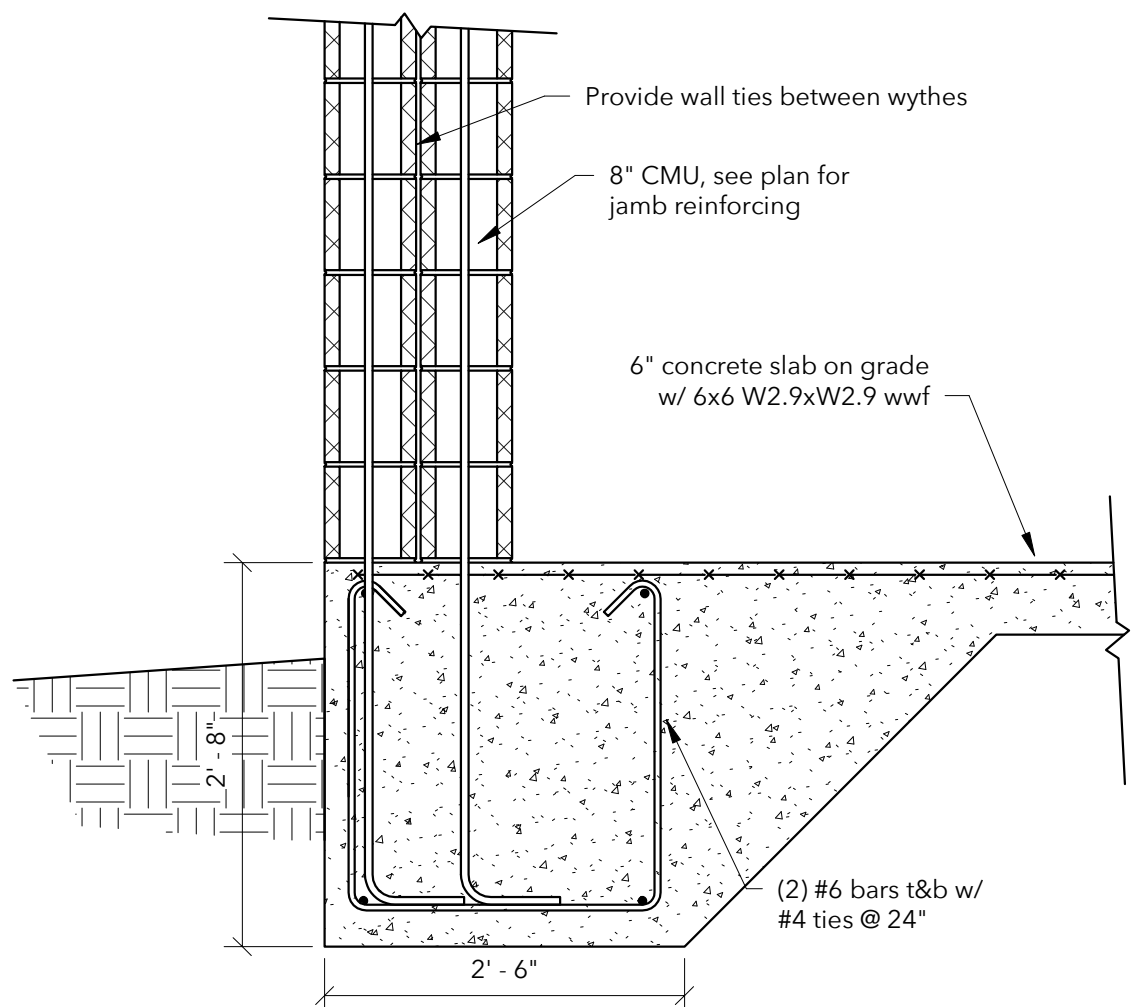 Provide wall ties between wythes
8" CMU, see plan for
jamb reinforcing
6" concrete slab on grade
w/ 6x6 W2.9xW2.9 wwf
2' - 8"
(2) #6 bars t&b w/
#4 ties @ 24"
2' - 6"